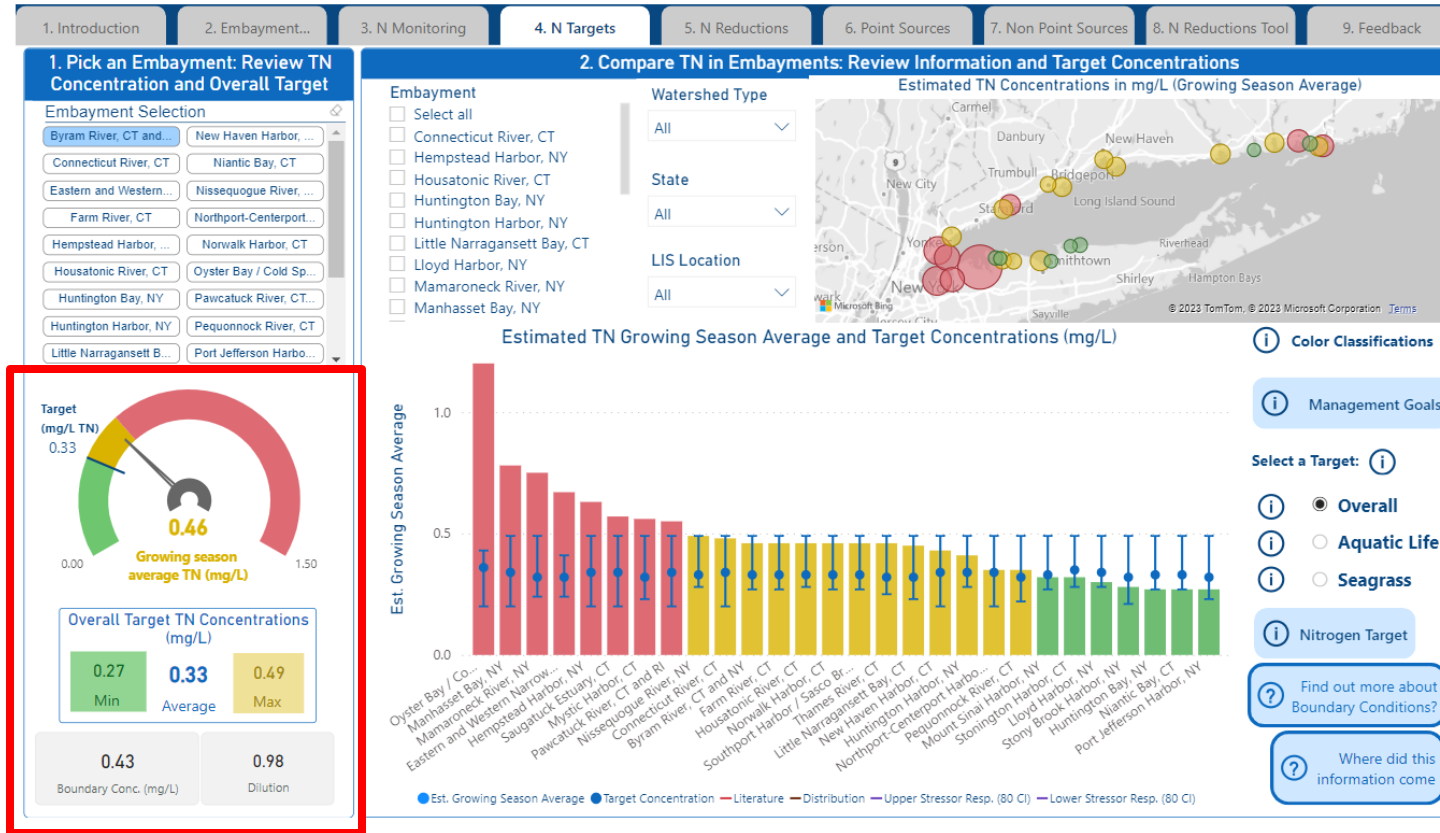 1. Introduction
2. Embayment...
3. N Monitoring
4. N Targets
5. N Reductions
6. Point Sources
7. Non Point Sources
8. N Reductions Tool
9. Feedback
1. Pick an Embayment: Review TN
Concentration and Overall Target
Embayment Selection
Byram River, CT and...
New Haven Harbor, ...
Connecticut River, CT
Niantic Bay, CT
Eastern and Western...
Nissequogue River, ...
Farm River, CT
Northport-Centerport...
Hempstead Harbor, ...
Norwalk Harbor, CT
Housatonic River, CT
Oyster Bay / Cold Sp...
Huntington Bay, NY
Pawcatuck River, CT...
Huntington Harbor, NY
Pequonnock River, CT
Little Narragansett B...
Port Jefferson Harbo...
Target
(mg/L TN)
0.33
0.46
Growing season
average TN (mg/L)
0.00
1.50
Overall Target TN Concentrations
(mg/L)
0.27
Min
0.33
Average
0.49
Max
0.43
Boundary Conc. (mg/L)
0.98
Dilution
2. Compare TN in Embayments: Review Information and Target Concentrations
Embayment
Select all
Connecticut River, CT
Hempstead Harbor, NY
Housatonic River, CT
Huntington Bay, NY
Huntington Harbor, NY
Little Narragansett Bay, CT
Lloyd Harbor, NY
Mamaroneck River, NY
Manhasset Bay, NY
Watershed Type
All
State
All
LIS Location
All
Estimated TN Concentrations in mg/L (Growing Season Average)
Carmel
Danbury
New Haven
9
New City
Trumbull
Bridgeport
Long Island Sound
Riverhead
Shirley
Hampton Bays
Sayville
Microsoft Bing
© 2023 TomTom, © 2023 Microsoft Corporation Terms
Estimated TN Growing Season Average and Target Concentrations (mg/L)
Est. Growing Season Average
1.0
0.5
0.0
Oyster Bay / Co...
Manhasset Bay, NY
Mamaroneck River, NY
Eastern and Western Narrow...
Hempstead Harbor, NY
Saugatuck Estuary, CT
Mystic Harbor, CT
Pawcatuck River, CT and RI
Nissequogue River, NY
Connecticut River, CT
Byram River, CT and NY
Farm River, CT
Housatonic River, CT
Norwalk Harbor, CT
Southport Harbor / Sasco Br...
Thames River, CT
Little Narragansett Bay, CT
New Haven Harbor, CT
Huntington Harbor, NY
Northport-Centerport Harbo...
Pequonnock River, CT
Mount Sinai Harbor, NY
Stonington Harbor, CT
Lloyd Harbor, NY
Stony Brook Harbor, NY
Huntington Bay, NY
Niantic Bay, CT
Port Jefferson Harbor, NY
Est. Growing Season Average
Target Concentration
Literature
Distribution
Upper Stressor Resp. (80 CI)
Lower Stressor Resp. (80 CI)
Color Classifications
Management Goals
Select a Target:
Overall
Aquatic Life
Seagrass
Nitrogen Target
Find out more about
Boundary Conditions?
Where did this
information come